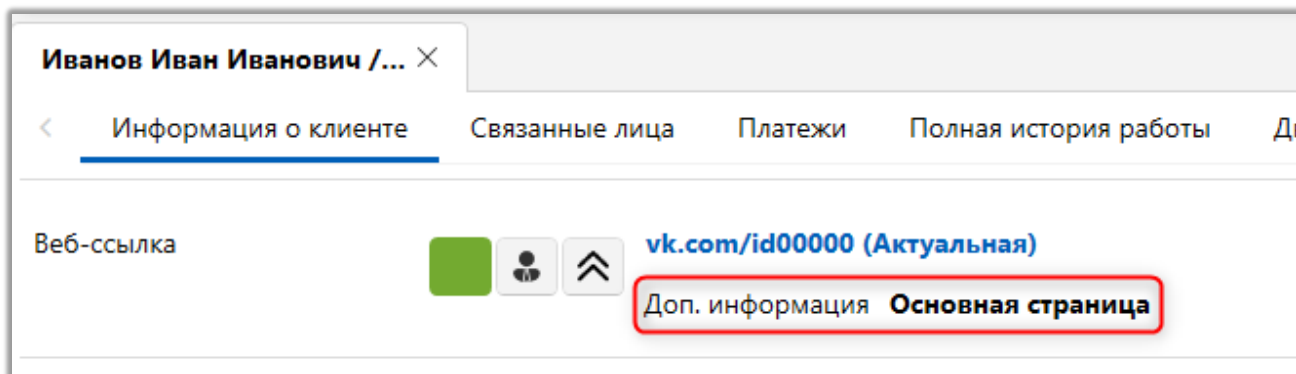 Иванов Иван Иванович /...
Информация о клиенте Связанные лица Платежи Полная история работы
Веб-ссылка
vk.com/id00000 (Актуальная)
Доп. информация Основная страница